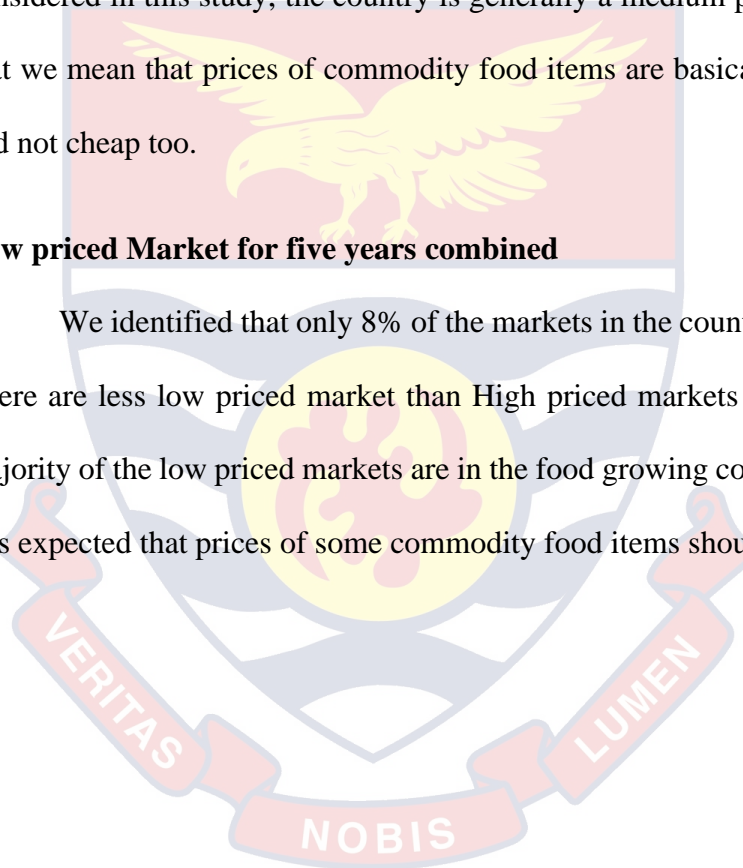 nsidered in this study, the country is generally a medium p
at we mean that prices of commodity food items are basica
d not cheap too.
w priced Market for five years combined
We identified that only 8% of the markets in the coun
ere are less low priced market than High priced markets
jority of the low priced markets are in the food growing co
s expected that prices of some commodity food items shou
VERITAS
NOBIS
LUMEN